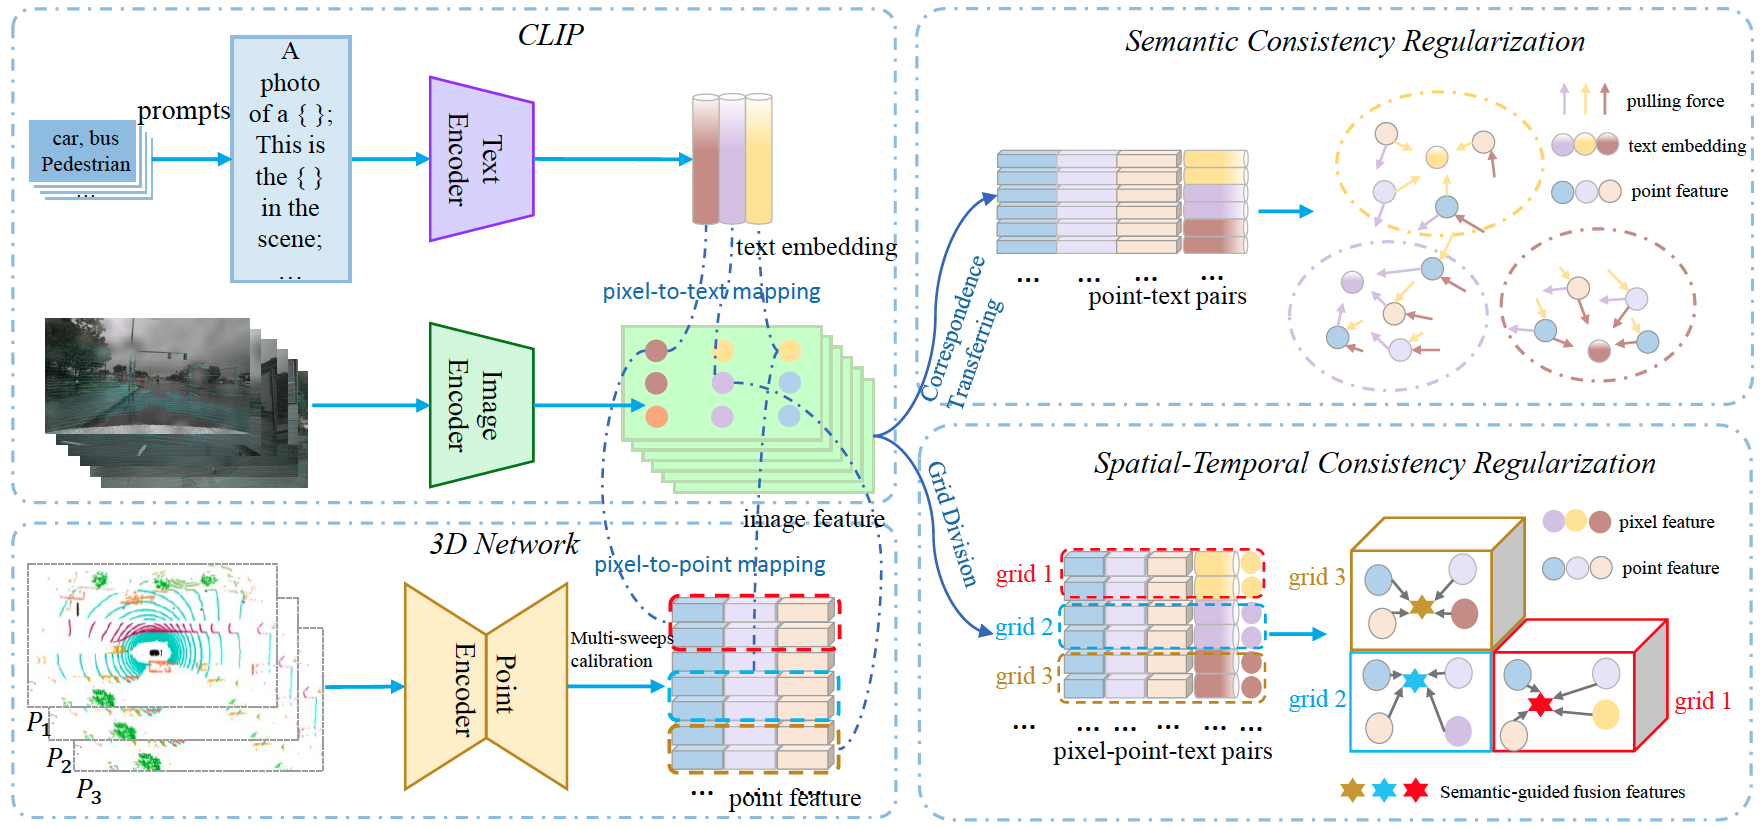 CLIP
car, bus
Pedestrian
...
prompts
A
photo
of a { };
This is
the { }
in the
scene;
...
Text
Encoder
text embedding
pixel-to-text mapping
Image
Encoder
image feature
3D Network
pixel-to-point mapping
P1
P2
P3
Point
Encoder
Multi-sweeps
calibration
... ... ...
point feature
Correspondence
Transferring
Grid Division
Semantic Consistency Regularization
... ... ... ...
point-text pairs
pulling force
text embedding
point feature
Spatial-Temporal Consistency Regularization
grid 1
grid 2
grid 3
... ... ... ... ...
pixel-point-text pairs
pixel feature
point feature
grid 3
grid 2
grid 1
Semantic-guided fusion features